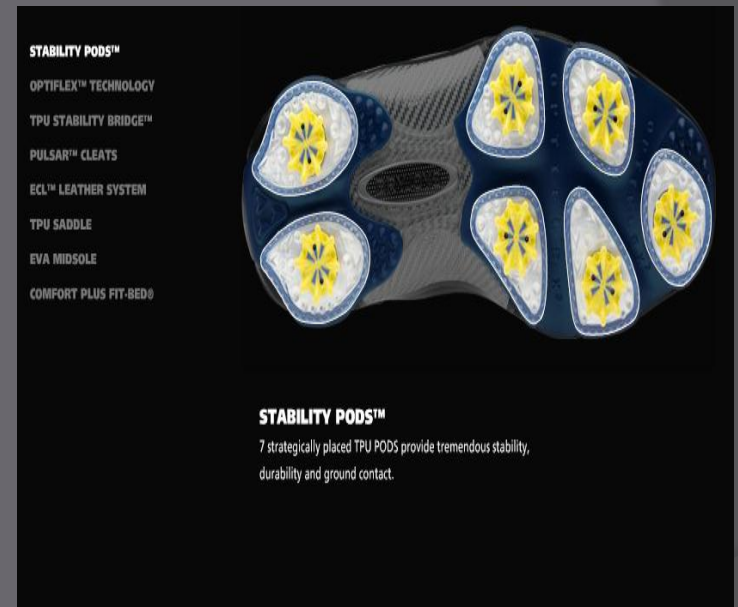 STABILITY PODS™
OPTIFLEX™ TECHNOLOGY
TPU STABILITY BRIDGE™
PULSAR™ CLEATS
ECL™ LEATHER SYSTEM
TPU SADDLE
EVA MIDSOLE
COMFORT PLUS FIT-BED®
STABILITY PODS™
7 strategically placed TPU PODS provide tremendous stability,
durability and ground contact.